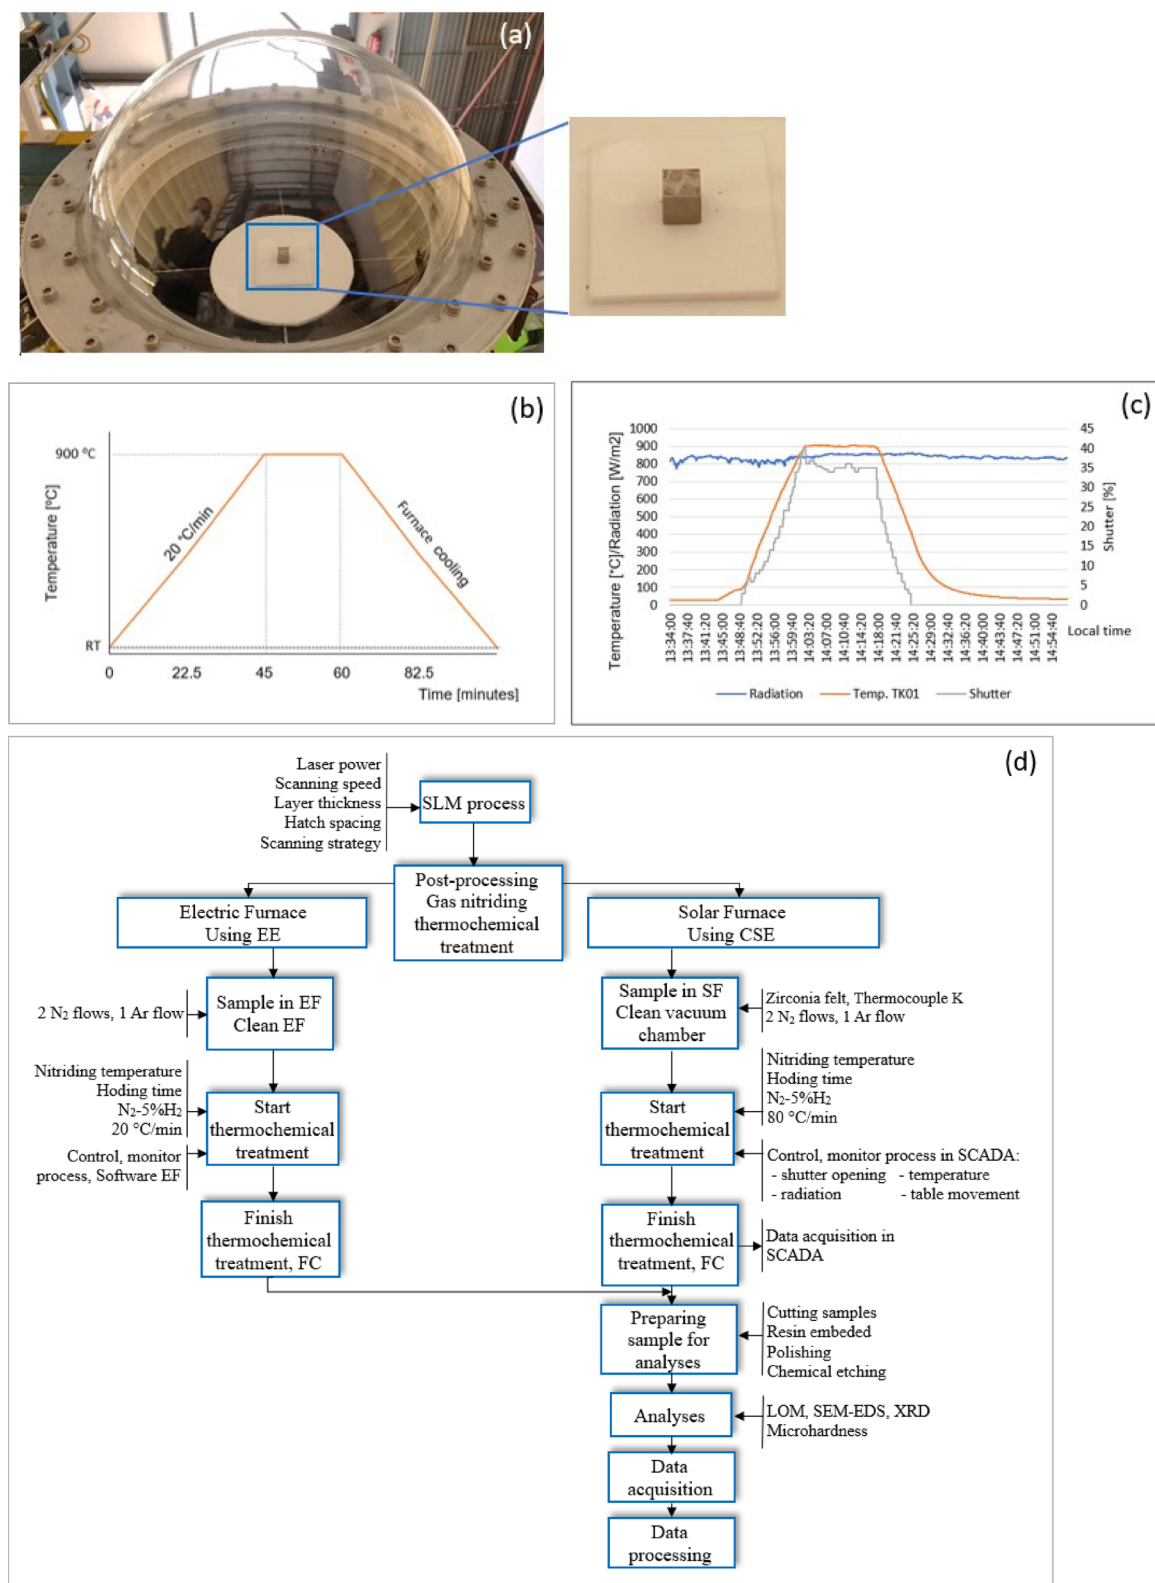 (a)
(b)
900 ºC
Temperature [ºC]
20 °C/min
Furnace cooling
RT
0 22.5 45 60 82.5
Time [minutes]
(c)
Temperature [°C]/Radiation [W/m2]
1000
900
800
700
600
500
400
300
200
100
0
45
40
35
30
25
20
15
10
5
0
Shutter [%]
13:34:00
13:37:40
13:41:20
13:45:00
13:48:40
13:52:20
13:56:00
13:59:40
14:03:20
14:07:00
14:10:40
14:14:20
14:18:00
14:21:40
14:25:20
14:29:00
14:32:40
14:36:20
14:40:00
14:43:40
14:47:20
14:51:00
14:54:40
Local time
Radiation Temp. TK01 Shutter
(d)
Laser power
Scanning speed
Layer thickness
Hatch spacing
Scanning strategy
SLM process
Post-processing
Gas nitriding
thermochemical
treatment
Electric Furnace
Using EE
Solar Furnace
Using CSE
2 N₂ flows, 1 Ar flow
Sample in EF
Clean EF
Sample in SF
Clean vacuum
chamber
Zirconia felt, Thermocouple K
2 N₂ flows, 1 Ar flow
Nitriding temperature
Hoding time
N₂-5%H₂
20 °C/min
Control, monitor
process, Software EF
Start
thermochemical
treatment
Start
thermochemical
treatment
Nitriding temperature
Hoding time
N₂-5%H₂
80 °C/min
Control, monitor process in SCADA:
- shutter opening - temperature
- radiation - table movement
Finish
thermochemical
treatment, FC
Finish
thermochemical
treatment, FC
Data acquisition in
SCADA
Preparing
sample for
analyses
Cutting samples
Resin embeded
Polishing
Chemical etching
Analyses
LOM, SEM-EDS, XRD
Microhardness
Data
acquisition
Data
processing